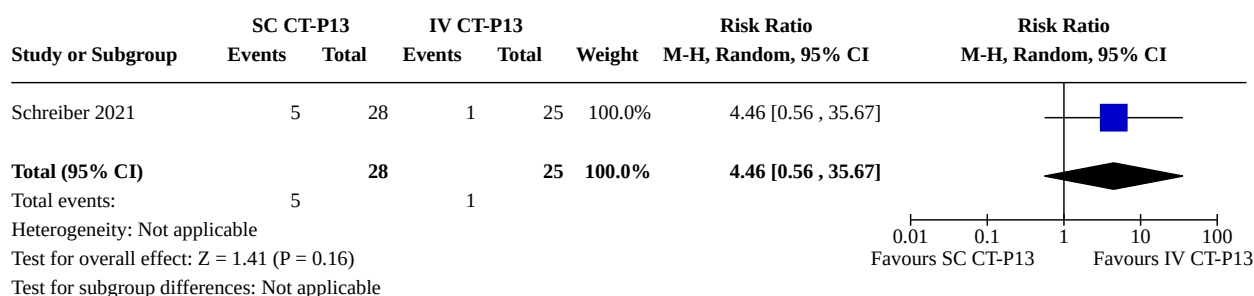 SC CT-P13 IV CT-P13 Risk Ratio Risk Ratio
Study or Subgroup Events Total Events Total Weight M-H, Random, 95% CI M-H, Random, 95% CI
Schreiber 2021 5 28 1 25 100.0% 4.46 [0.56 , 35.67]
Total (95% CI) 28 25 100.0% 4.46 [0.56 , 35.67]
Total events: 5 1
Heterogeneity: Not applicable
0.01 0.1 1 10 100
Test for overall effect: Z = 1.41 (P = 0.16) Favours SC CT-P13 Favours IV CT-P13
Test for subgroup differences: Not applicable